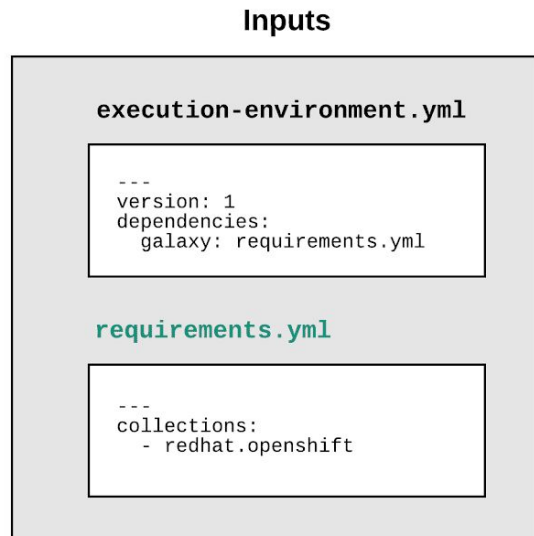 Inputs
execution-environment.yml
---
version: 1
dependencies:
  galaxy: requirements.yml
requirements.yml
---
collections:
  - redhat.openshift